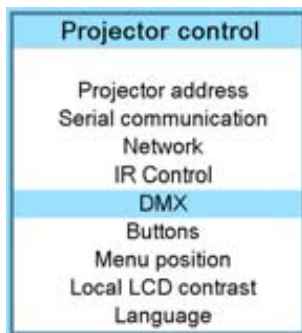 Projector control
Projector address
Serial communication
Network
IR Control
DMX
Buttons
Menu position
Local LCD contrast
Language